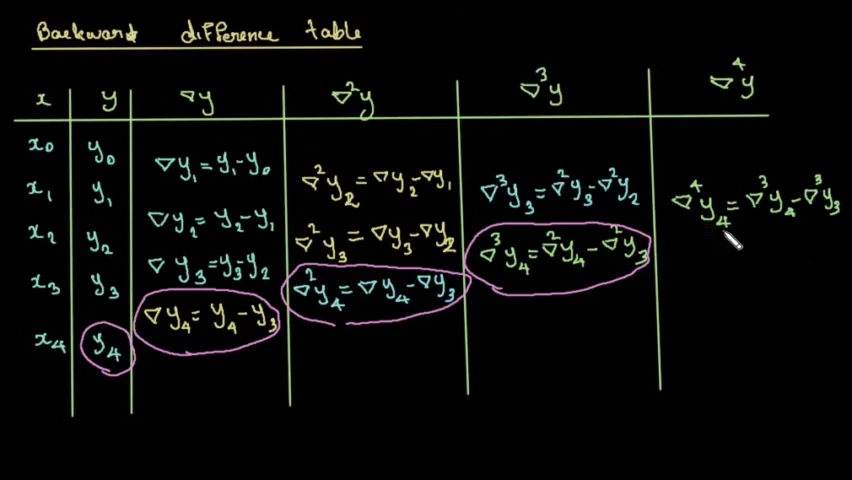 Backward difference table
x y ∇y ∇²y ∇³y ∇⁴y
x₀ y₀
∇y₁ = y₁-y₀
x₁ y₁ ∇²y₂ = ∇y₂-∇y₁
∇y₂ = y₂-y₁ ∇³y₃ = ∇²y₃-∇²y₂
x₂ y₂ ∇²y₃ = ∇y₃-∇y₂ ∇⁴y₄ = ∇³y₄-∇³y₃
∇y₃ = y₃-y₂ ∇³y₄ = ∇²y₄-∇²y₃
x₃ y₃ ∇²y₄ = ∇y₄-∇y₃
∇y₄ = y₄-y₃
x₄ y₄